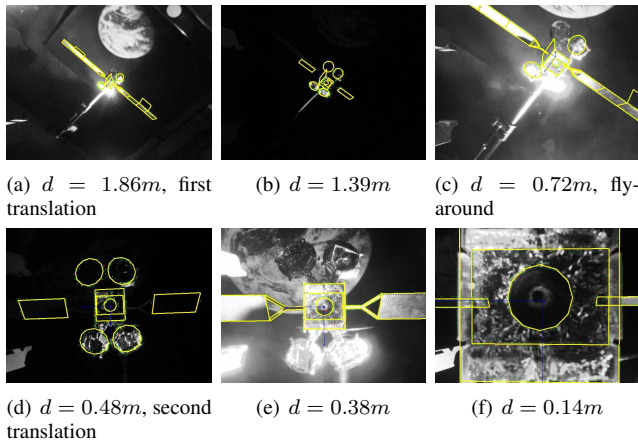 (a) d = 1.86m, first translation
(b) d = 1.39m
(c) d = 0.72m, fly-around
(d) d = 0.48m, second translation
(e) d = 0.38m
(f) d = 0.14m